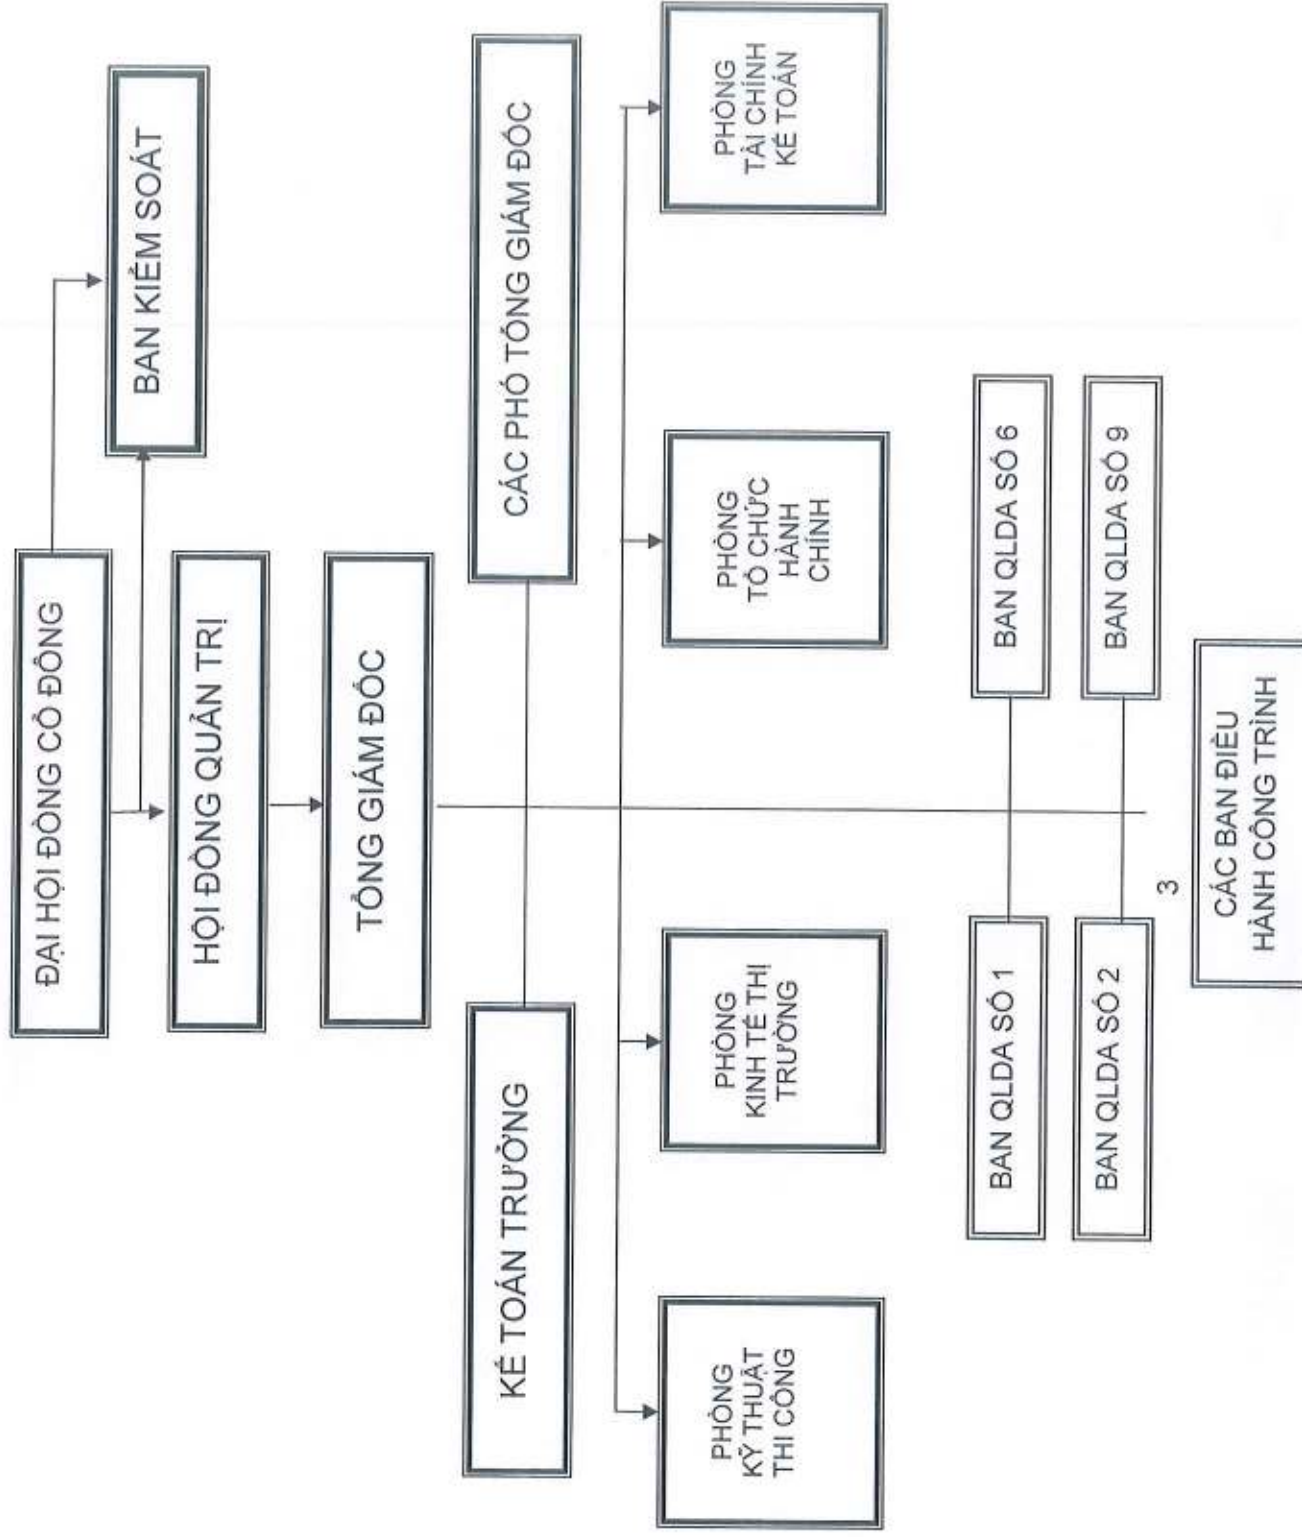 ĐẠI HỘI ĐỒNG CỔ ĐÔNG
BAN KIỂM SOÁT
HỘI ĐỒNG QUẢN TRỊ
TỔNG GIÁM ĐỐC
KẾ TOÁN TRƯỞNG
CÁC PHÓ TỔNG GIÁM ĐỐC
PHÒNG
KỸ THUẬT
THI CÔNG
PHÒNG
KINH TẾ THỊ
TRƯỜNG
PHÒNG
TỔ CHỨC
HÀNH
CHÍNH
PHÒNG
TÀI CHÍNH
KẾ TOÁN
BAN QLDA SỐ 1
BAN QLDA SỐ 6
BAN QLDA SỐ 2
BAN QLDA SỐ 9
3
CÁC BAN ĐIỀU
HÀNH CÔNG TRÌNH